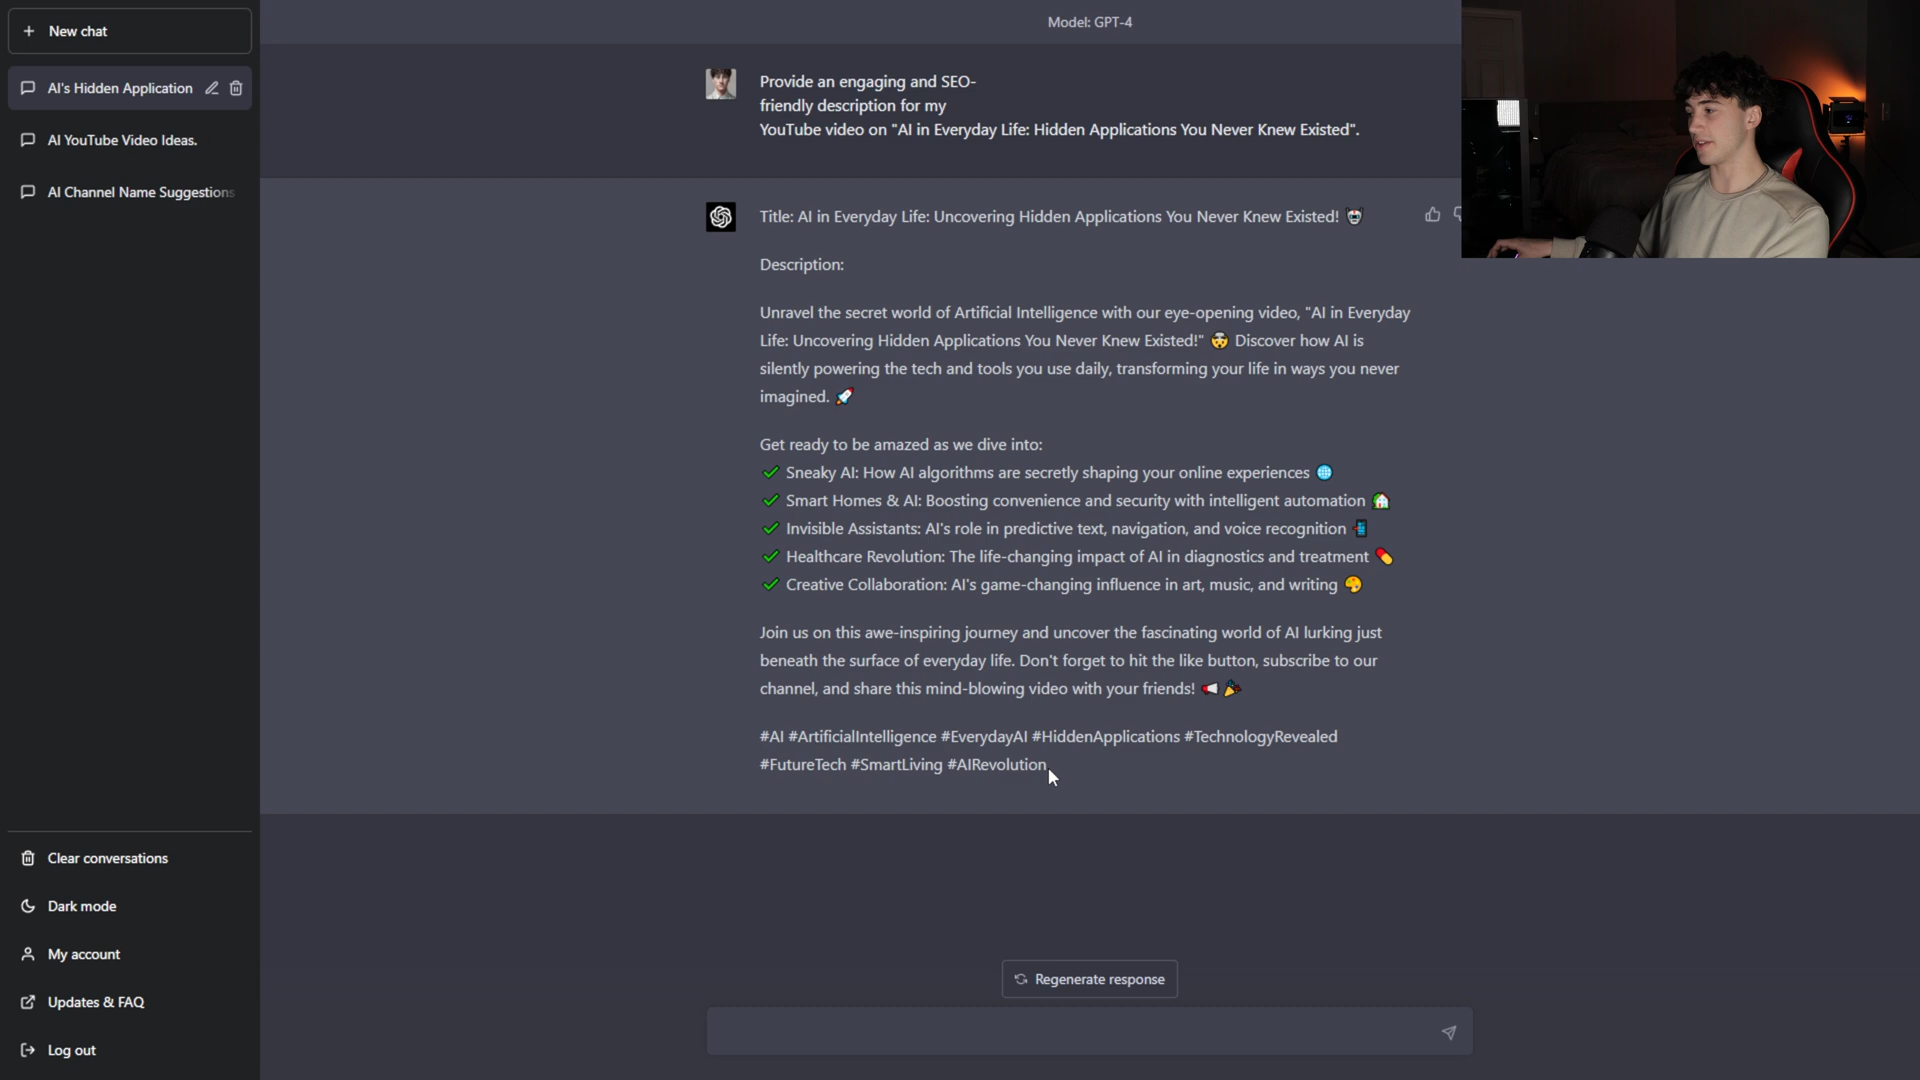 New chat
AI's Hidden Application
AI YouTube Video Ideas.
AI Channel Name Suggestions
Clear conversations
Dark mode
My account
Updates & FAQ
Log out
Model: GPT-4
Provide an engaging and SEO-
friendly description for my
YouTube video on "AI in Everyday Life: Hidden Applications You Never Knew Existed".
Title: AI in Everyday Life: Uncovering Hidden Applications You Never Knew Existed! 🤖
Description:
Unravel the secret world of Artificial Intelligence with our eye-opening video, "AI in Everyday
Life: Uncovering Hidden Applications You Never Knew Existed!" 🤯 Discover how AI is
silently powering the tech and tools you use daily, transforming your life in ways you never
imagined. 🚀
Get ready to be amazed as we dive into:
✔ Sneaky AI: How AI algorithms are secretly shaping your online experiences 🌐
✔ Smart Homes & AI: Boosting convenience and security with intelligent automation 🏡
✔ Invisible Assistants: AI's role in predictive text, navigation, and voice recognition 📲
✔ Healthcare Revolution: The life-changing impact of AI in diagnostics and treatment 💊
✔ Creative Collaboration: AI's game-changing influence in art, music, and writing 🎨
Join us on this awe-inspiring journey and uncover the fascinating world of AI lurking just
beneath the surface of everyday life. Don't forget to hit the like button, subscribe to our
channel, and share this mind-blowing video with your friends! 📢 🎉
#AI #ArtificialIntelligence #EverydayAI #HiddenApplications #TechnologyRevealed
#FutureTech #SmartLiving #AIRevolution
Regenerate response